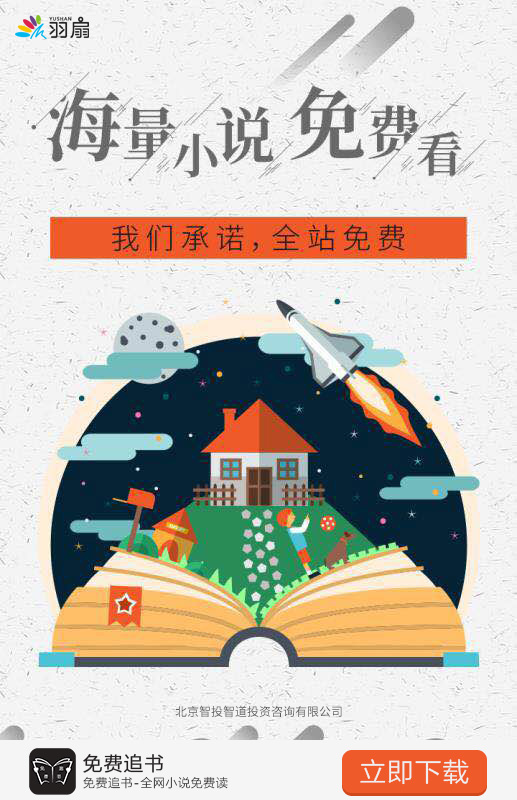 YUSHAN
羽扇
海量小说免费看
我们承诺，全站免费
北京智投智道投资咨询有限公司
免费追书
免费追书-全网小说免费读
立即下载